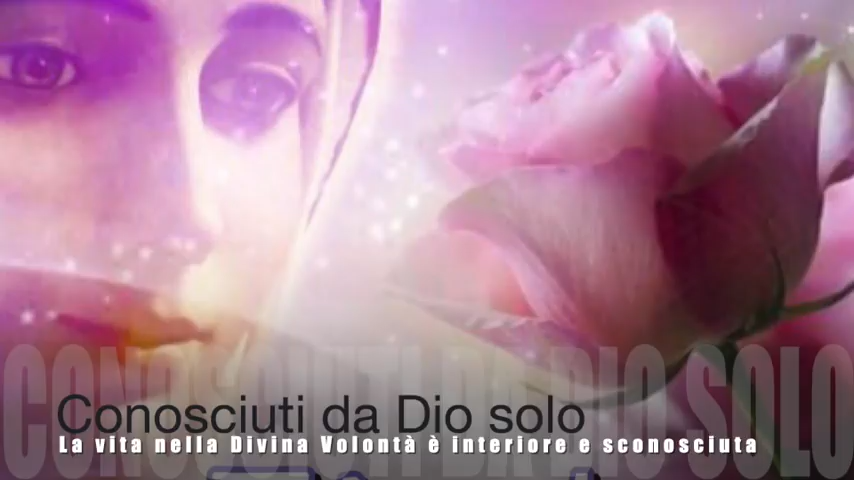 CONOSCIUTI DA DIO SOLO
Conosciuti da Dio solo
La vita nella Divina Volontà è interiore e sconosciuta